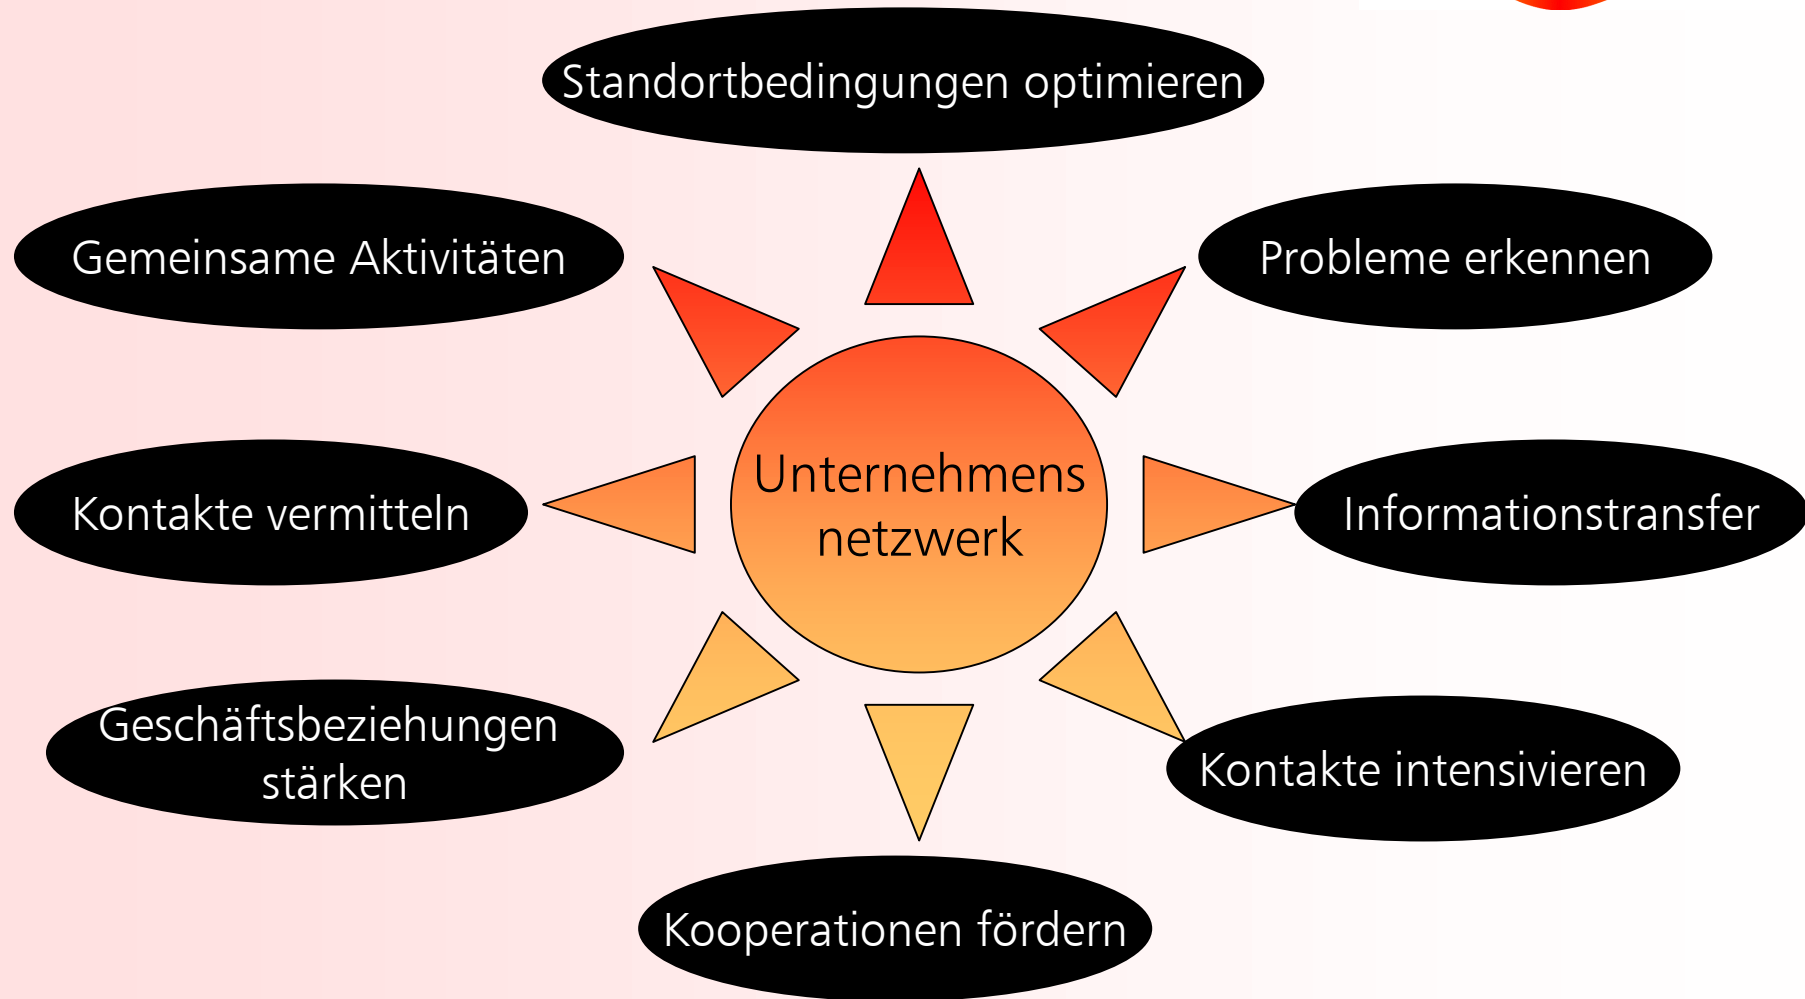 Standortbedingungen optimieren
Gemeinsame Aktivitäten
Probleme erkennen
Kontakte vermitteln
Unternehmens
netzwerk
Informationstransfer
Geschäftsbeziehungen
stärken
Kontakte intensivieren
Kooperationen fördern